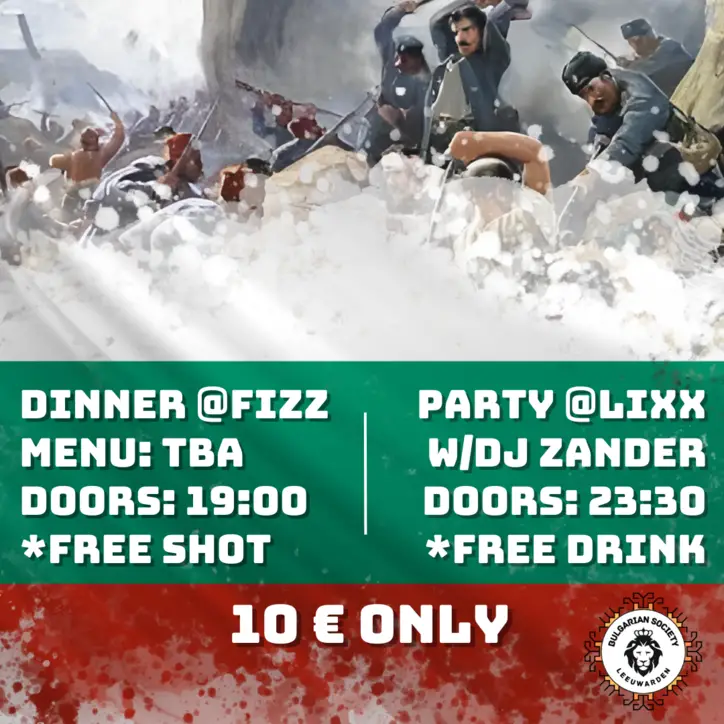 DINNER @FIZZ
MENU: TBA
DOORS: 19:00
*FREE SHOT
PARTY @LIXX
W/DJ ZANDER
DOORS: 23:30
*FREE DRINK
10 € ONLY
BULGARIAN SOCIETY
LEEUWARDEN